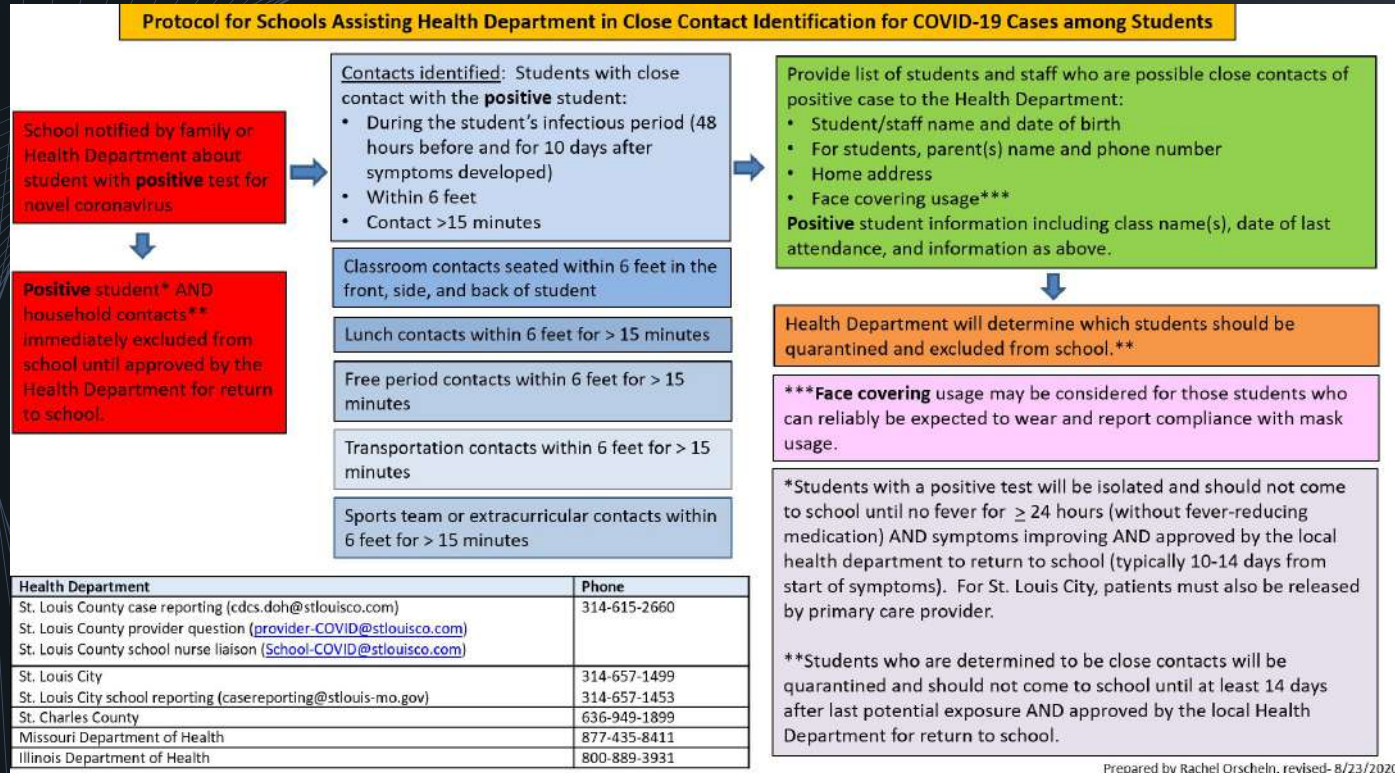 Protocol for Schools Assisting Health Department in Close Contact Identification for COVID-19 Cases among Students
School notified by family or
Health Department about
student with positive test for
novel coronavirus
Positive student* AND
household contacts**
immediately excluded from
school until approved by the
Health Department for return
to school.
Contacts identified: Students with close
contact with the positive student:
• During the student's infectious period (48
hours before and for 10 days after
symptoms developed)
• Within 6 feet
• Contact >15 minutes
Classroom contacts seated within 6 feet in the
front, side, and back of student
Lunch contacts within 6 feet for > 15 minutes
Free period contacts within 6 feet for > 15
minutes
Transportation contacts within 6 feet for > 15
minutes
Sports team or extracurricular contacts within
6 feet for > 15 minutes
Provide list of students and staff who are possible close contacts of
positive case to the Health Department:
• Student/staff name and date of birth
• For students, parent(s) name and phone number
• Home address
• Face covering usage***
Positive student information including class name(s), date of last
attendance, and information as above.
Health Department will determine which students should be
quarantined and excluded from school.**
***Face covering usage may be considered for those students who
can reliably be expected to wear and report compliance with mask
usage.
*Students with a positive test will be isolated and should not come
to school until no fever for ≥ 24 hours (without fever-reducing
medication) AND symptoms improving AND approved by the local
health department to return to school (typically 10-14 days from
start of symptoms). For St. Louis City, patients must also be released
by primary care provider.
**Students who are determined to be close contacts will be
quarantined and should not come to school until at least 14 days
after last potential exposure AND approved by the local Health
Department for return to school.
Health Department Phone
St. Louis County case reporting (cdcs.doh@stlouisco.com) 314-615-2660
St. Louis County provider question (provider-COVID@stlouisco.com)
St. Louis County school nurse liaison (School-COVID@stlouisco.com)
St. Louis City 314-657-1499
St. Louis City school reporting (casereporting@stlouis-mo.gov) 314-657-1453
St. Charles County 636-949-1899
Missouri Department of Health 877-435-8411
Illinois Department of Health 800-889-3931
Prepared by Rachel Orscheln, revised- 8/23/2020